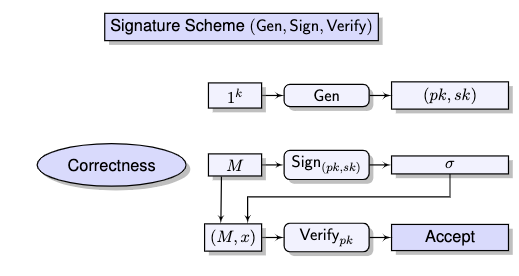 Signature Scheme (Gen, Sign, Verify)
1^k Gen (pk, sk)
Correctness M Sign_(pk,sk) σ
(M, x) Verify_pk Accept